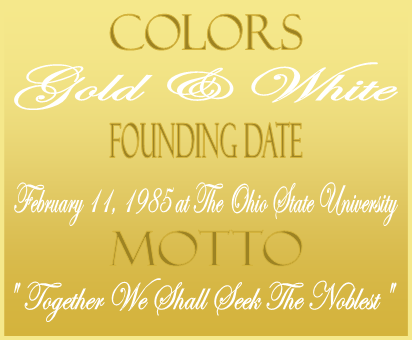 COLORS
Gold & White
FOUNDING DATE
February 11, 1985 at The Ohio State University
MOTTO
" Together We Shall Seek The Noblest "